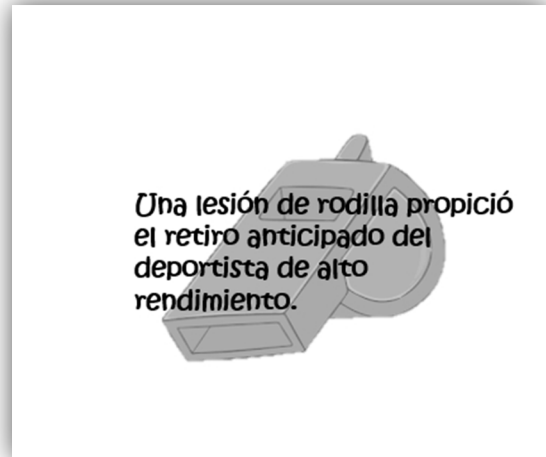 Una lesión de rodilla propició
el retiro anticipado del
deportista de alto
rendimiento.